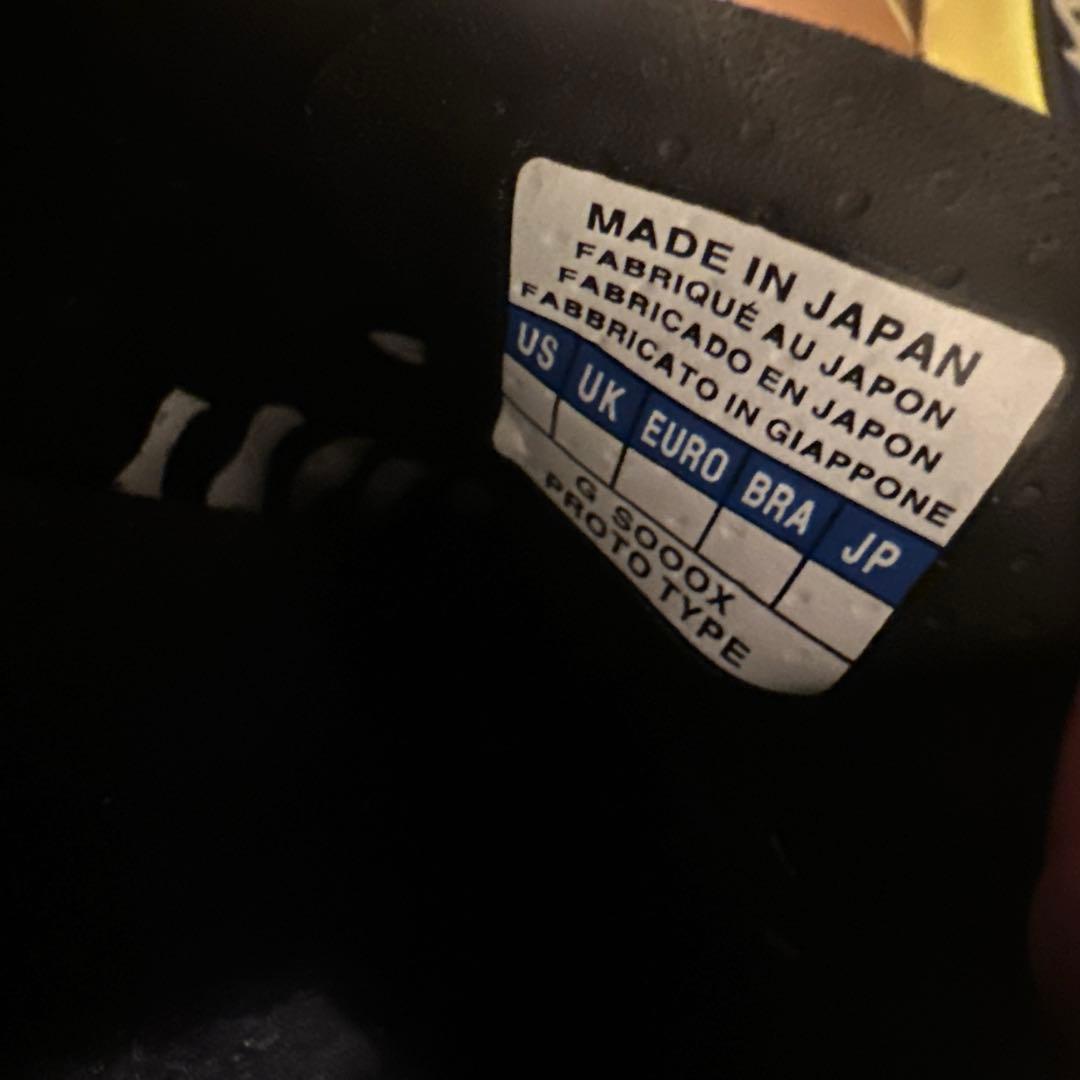 MADE IN JAPAN
FABRIQUÉ AU JAPON
FABRICADO EN JAPON
FABBRICATO IN GIAPPONE
US UK EURO BRA JP
G SOOOX
PROTO TYPE